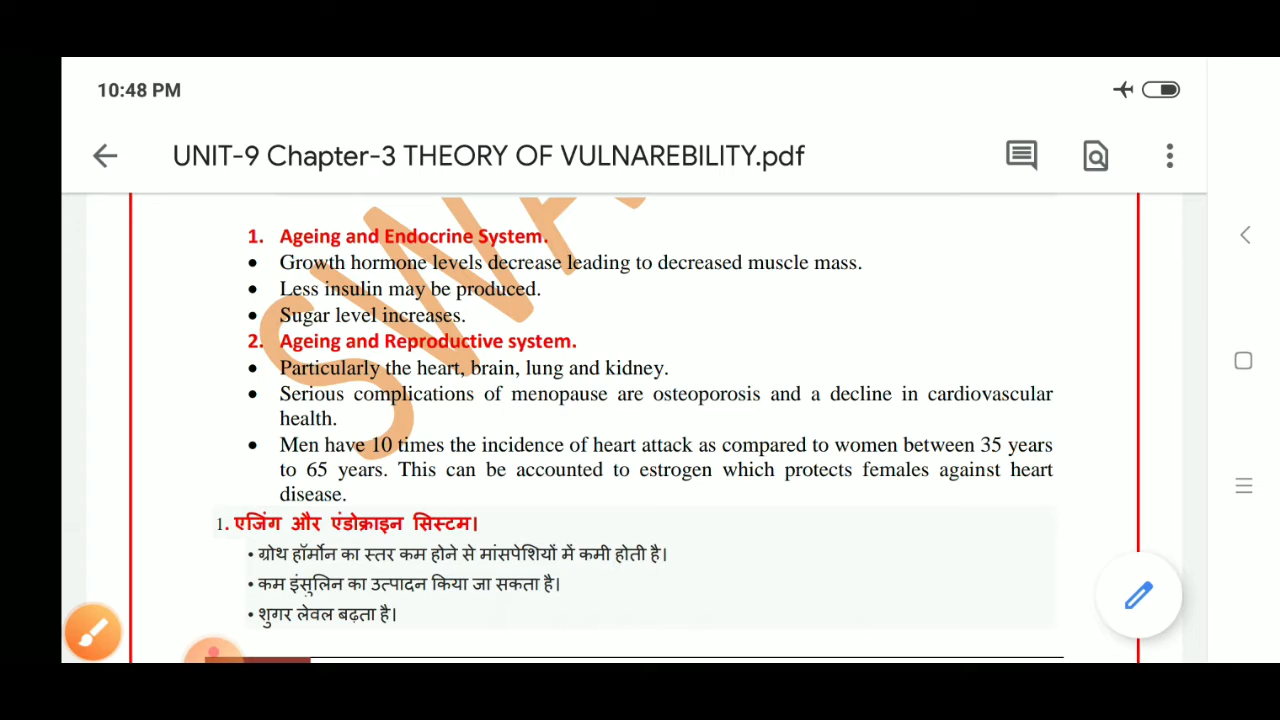 10:48 PM
UNIT-9 Chapter-3 THEORY OF VULNAREBILITY.pdf
1. Ageing and Endocrine System.
• Growth hormone levels decrease leading to decreased muscle mass.
• Less insulin may be produced.
• Sugar level increases.
2. Ageing and Reproductive system.
• Particularly the heart, brain, lung and kidney.
• Serious complications of menopause are osteoporosis and a decline in cardiovascular
health.
• Men have 10 times the incidence of heart attack as compared to women between 35 years
to 65 years. This can be accounted to estrogen which protects females against heart
disease.
1. एजिंग और एंडोक्राइन सिस्टम।
• ग्रोथ हॉर्मोन का स्तर कम होने से मांसपेशियों में कमी होती है।
• कम इंसुलिन का उत्पादन किया जा सकता है।
• शुगर लेवल बढ़ता है।